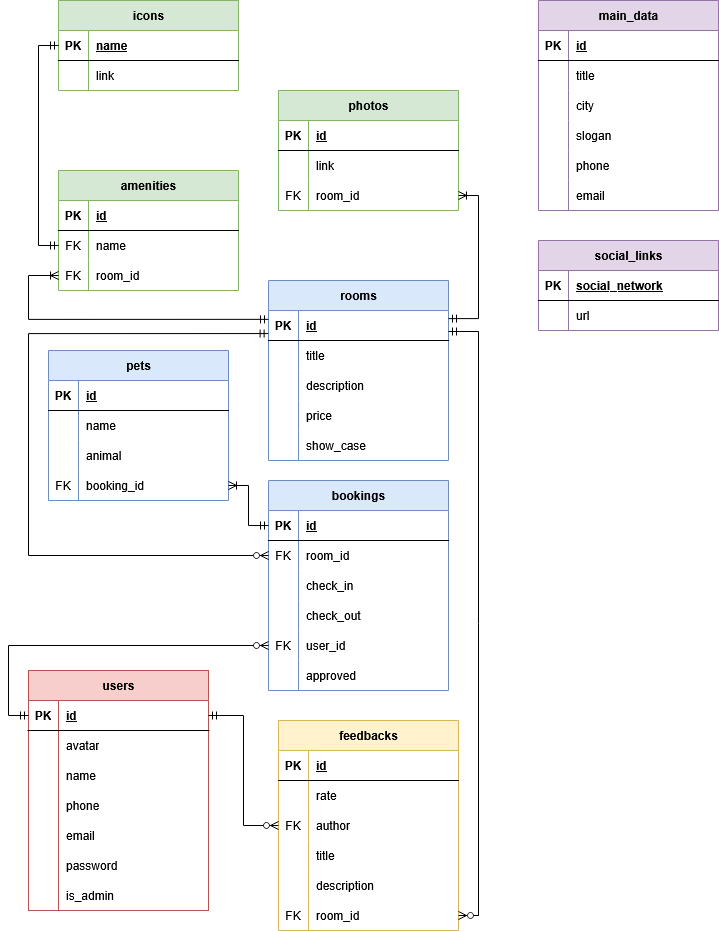 icons
PK name
link
main_data
PK id
title
city
slogan
phone
email
photos
PK id
link
FK room_id
amenities
PK id
FK name
FK room_id
social_links
PK social_network
url
rooms
PK id
title
description
price
show_case
pets
PK id
name
animal
FK booking_id
bookings
PK id
FK room_id
check_in
check_out
FK user_id
approved
users
PK id
avatar
name
phone
email
password
is_admin
feedbacks
PK id
rate
FK author
title
description
FK room_id